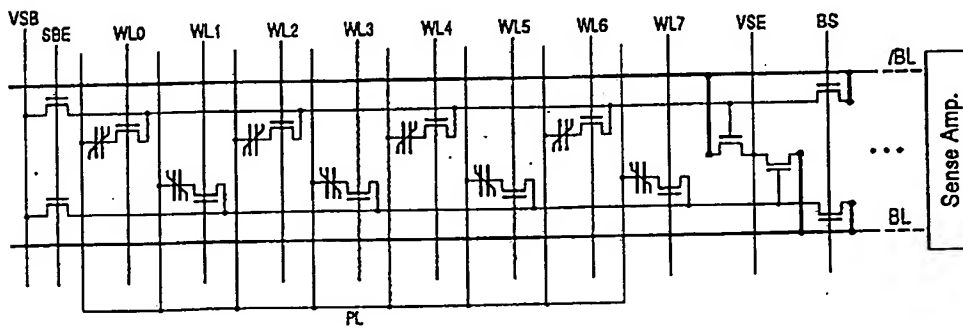 VSB
SBE
WL0
WL1
WL2
WL3
WL4
WL5
WL6
WL7
VSE
BS
/BL
BL
Sense Amp.
PL